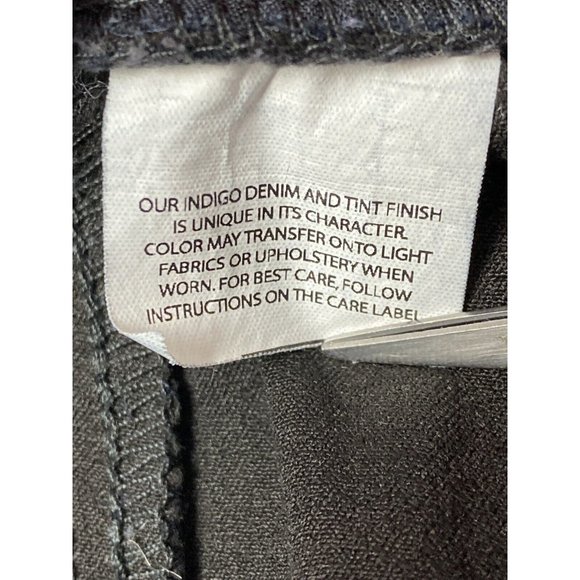 OUR INDIGO DENIM AND TINT FINISH
IS UNIQUE IN ITS CHARACTER.
COLOR MAY TRANSFER ONTO LIGHT
FABRICS OR UPHOLSTERY WHEN
WORN. FOR BEST CARE, FOLLOW
INSTRUCTIONS ON THE CARE LABEL